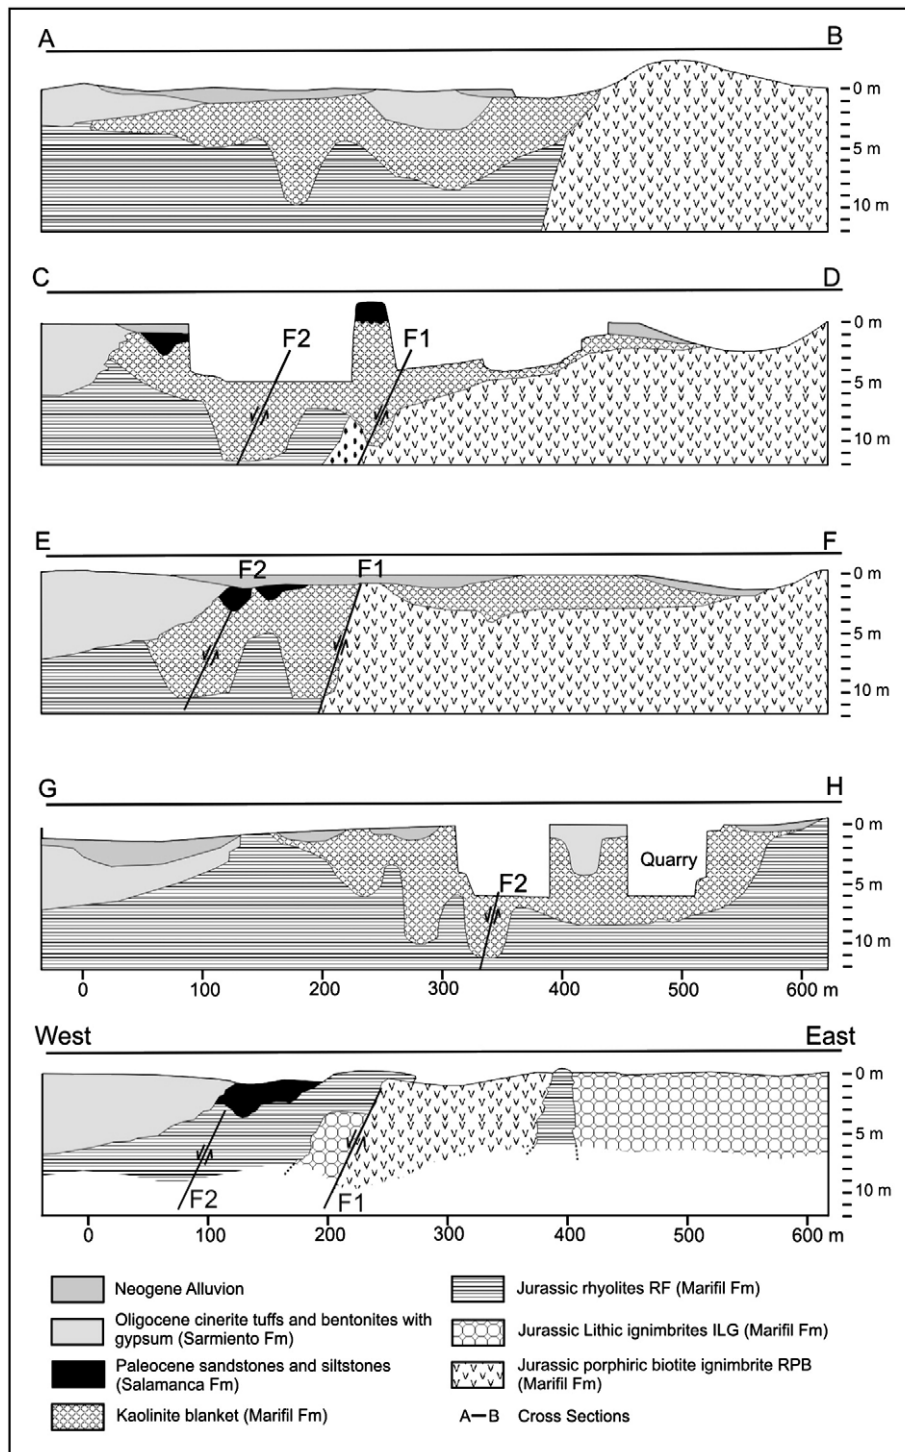 A B
0 m
5 m
10 m
C D
F2 F1
0 m
5 m
10 m
E F
F2 F1
0 m
5 m
10 m
G H
0 m
Quarry
F2
5 m
10 m
0 100 200 300 400 500 600 m
West East
0 m
5 m
F2 F1
10 m
0 100 200 300 400 500 600 m
Neogene Alluvion
Oligocene cinerite tuffs and bentonites with
gypsum (Sarmiento Fm)
Paleocene sandstones and siltstones
(Salamanca Fm)
Kaolinite blanket (Marifil Fm)
Jurassic rhyolites RF (Marifil Fm)
Jurassic Lithic ignimbrites ILG (Marifil Fm)
Jurassic porphiric biotite ignimbrite RPB
(Marifil Fm)
A—B Cross Sections